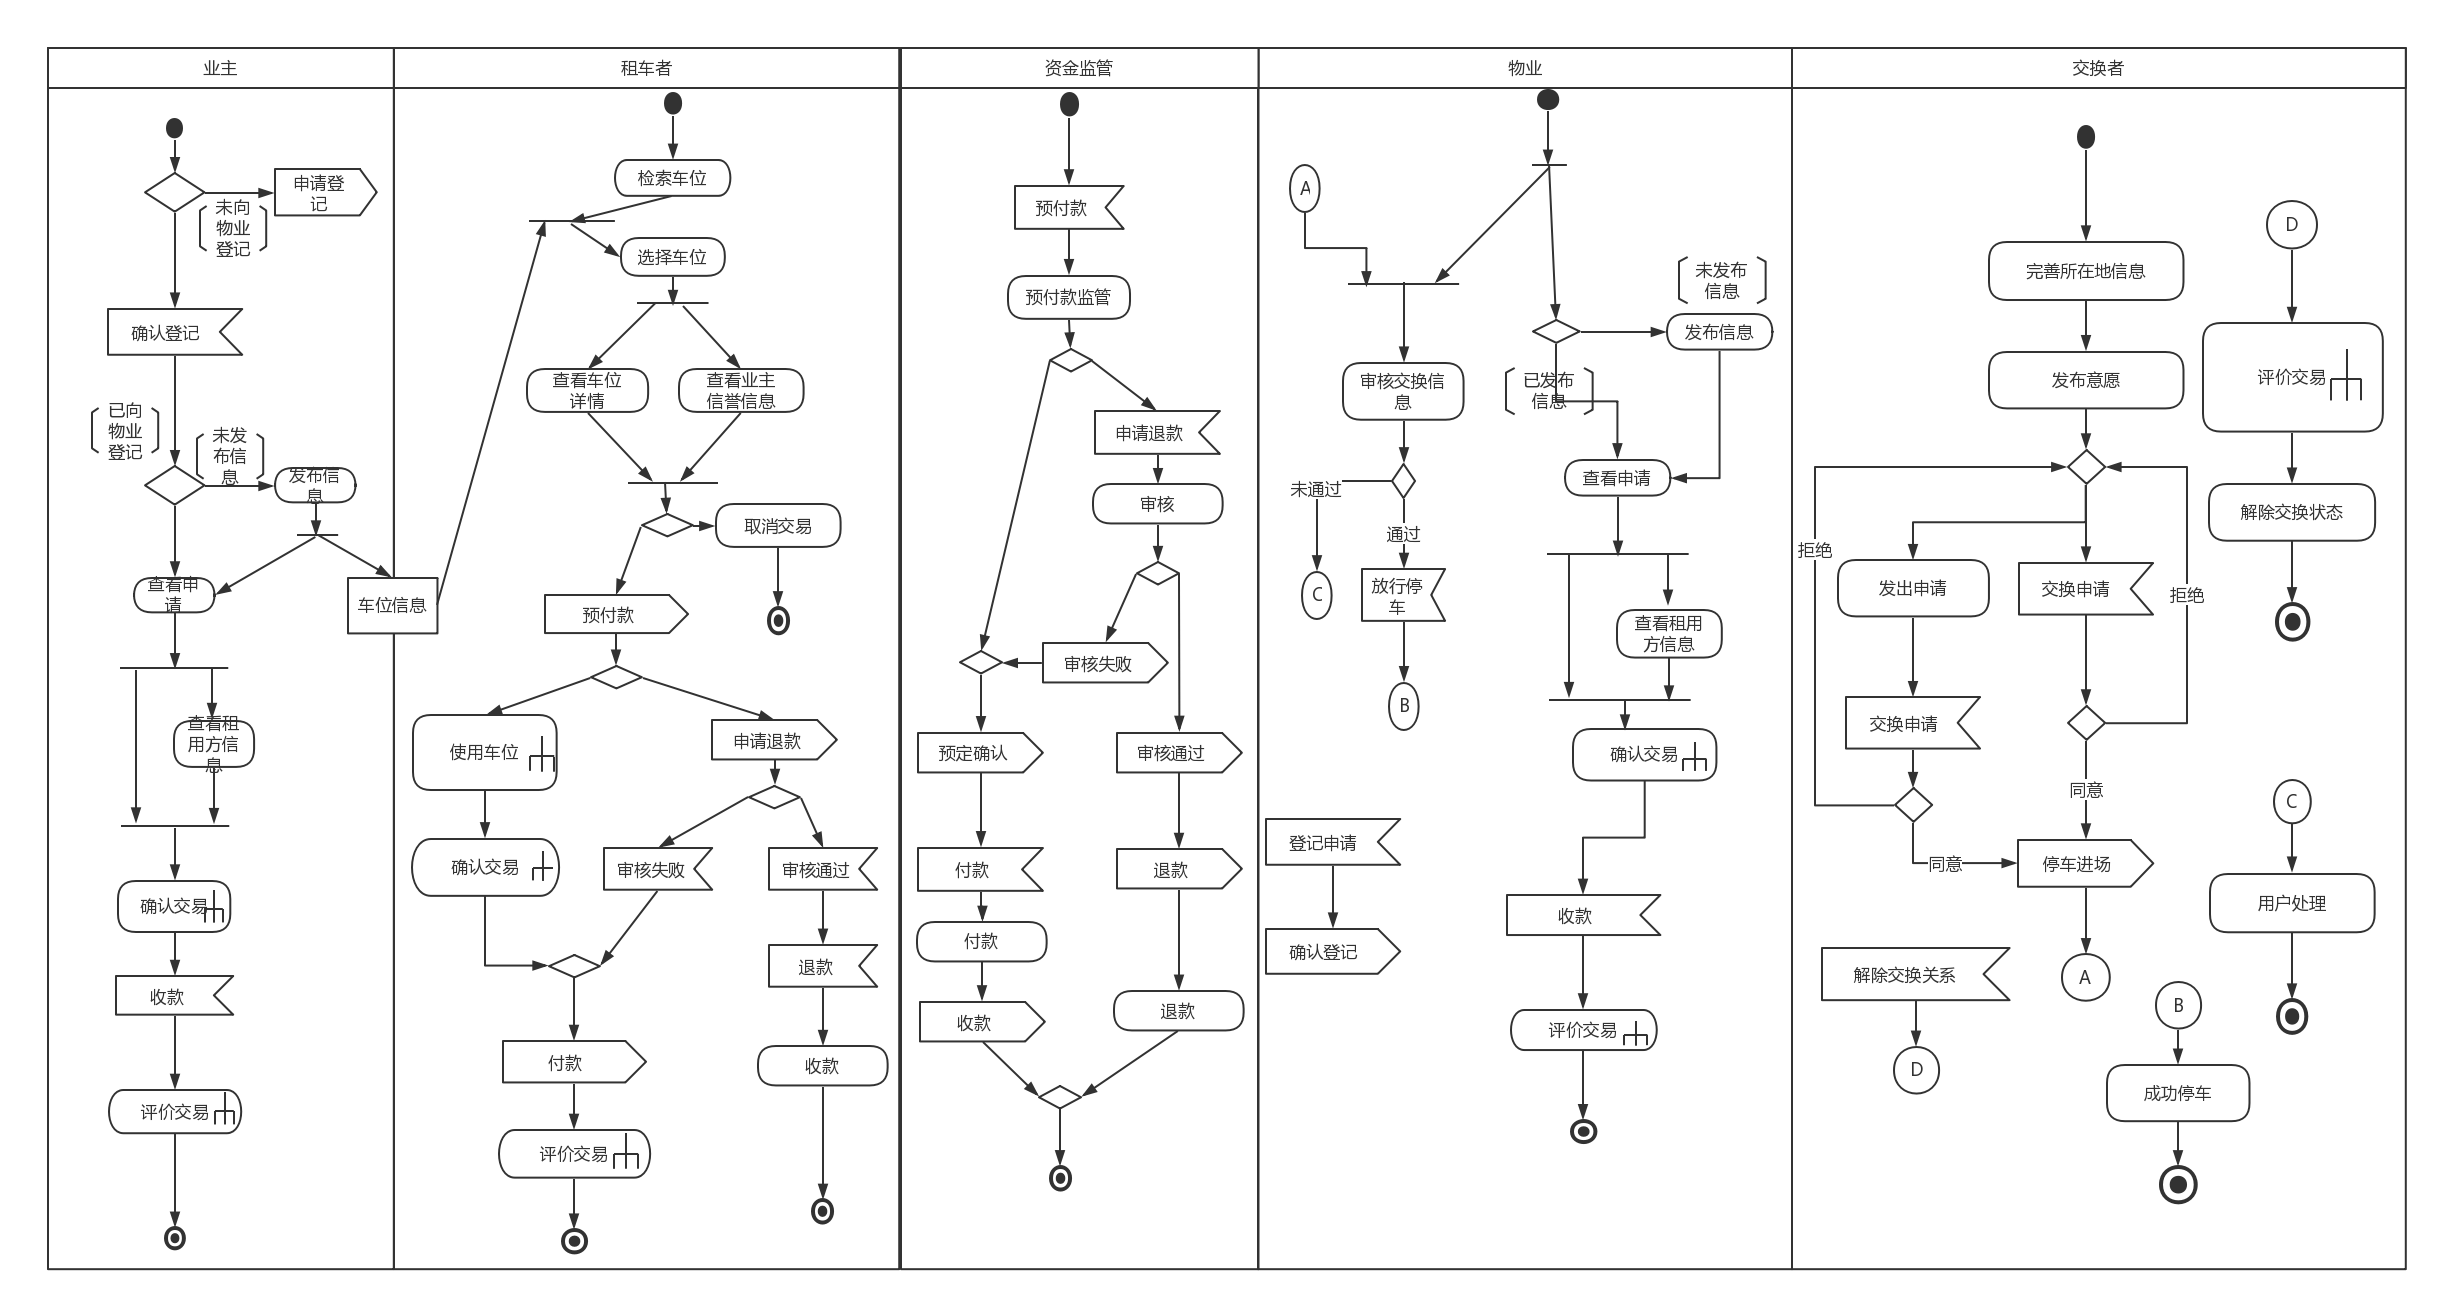 业主
租车者
资金监管
物业
交换者
申请登
记
未向
物业
登记
确认登记
已向
物业
登记
未发
布信
息
发布信
息
查看申
请
车位信息
查看租
用方信
息
确认交易
收款
评价交易
检索车位
选择车位
查看车位
详情
查看业主
信誉信息
取消交易
预付款
使用车位
申请退款
确认交易
审核失败
审核通过
退款
付款
收款
评价交易
预付款
预付款监管
申请退款
审核
审核失败
预定确认
审核通过
付款
退款
付款
收款
退款
A
未发布
信息
发布信息
审核交换信
息
已发布
信息
查看申请
未通过
通过
C
放行停
车
查看租用
方信息
B
确认交易
登记申请
收款
确认登记
评价交易
D
完善所在地信息
发布意愿
评价交易
解除交换状态
拒绝
发出申请
交换申请
拒绝
交换申请
同意
C
同意
停车进场
用户处理
解除交换关系
A
B
D
成功停车